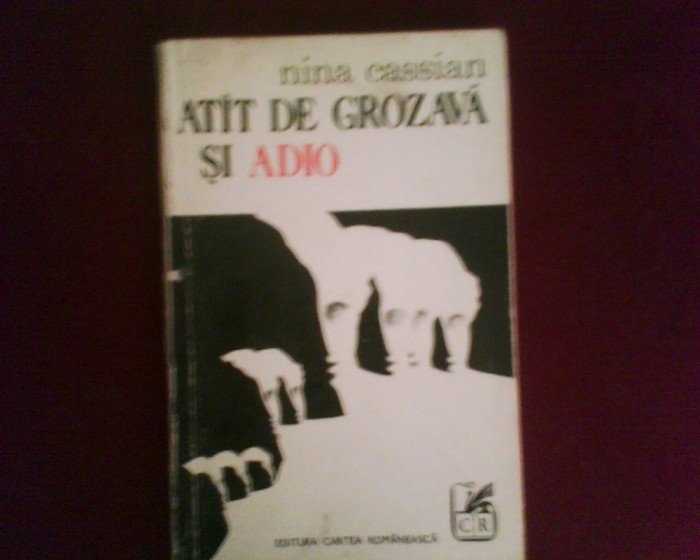 nina cassian
ATÎT DE GROZAVĂ
ȘI ADIO
CR
EDITURA CARTEA ROMÂNEASCĂ